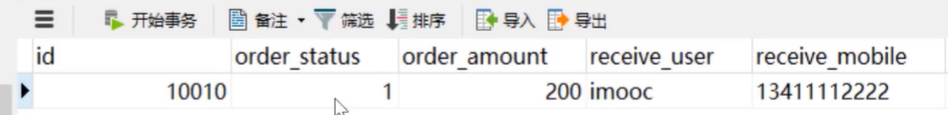 开始事务 备注 筛选 排序 导入 导出
id order_status order_amount receive_user receive_mobile
10010 1 200 imooc 13411112222